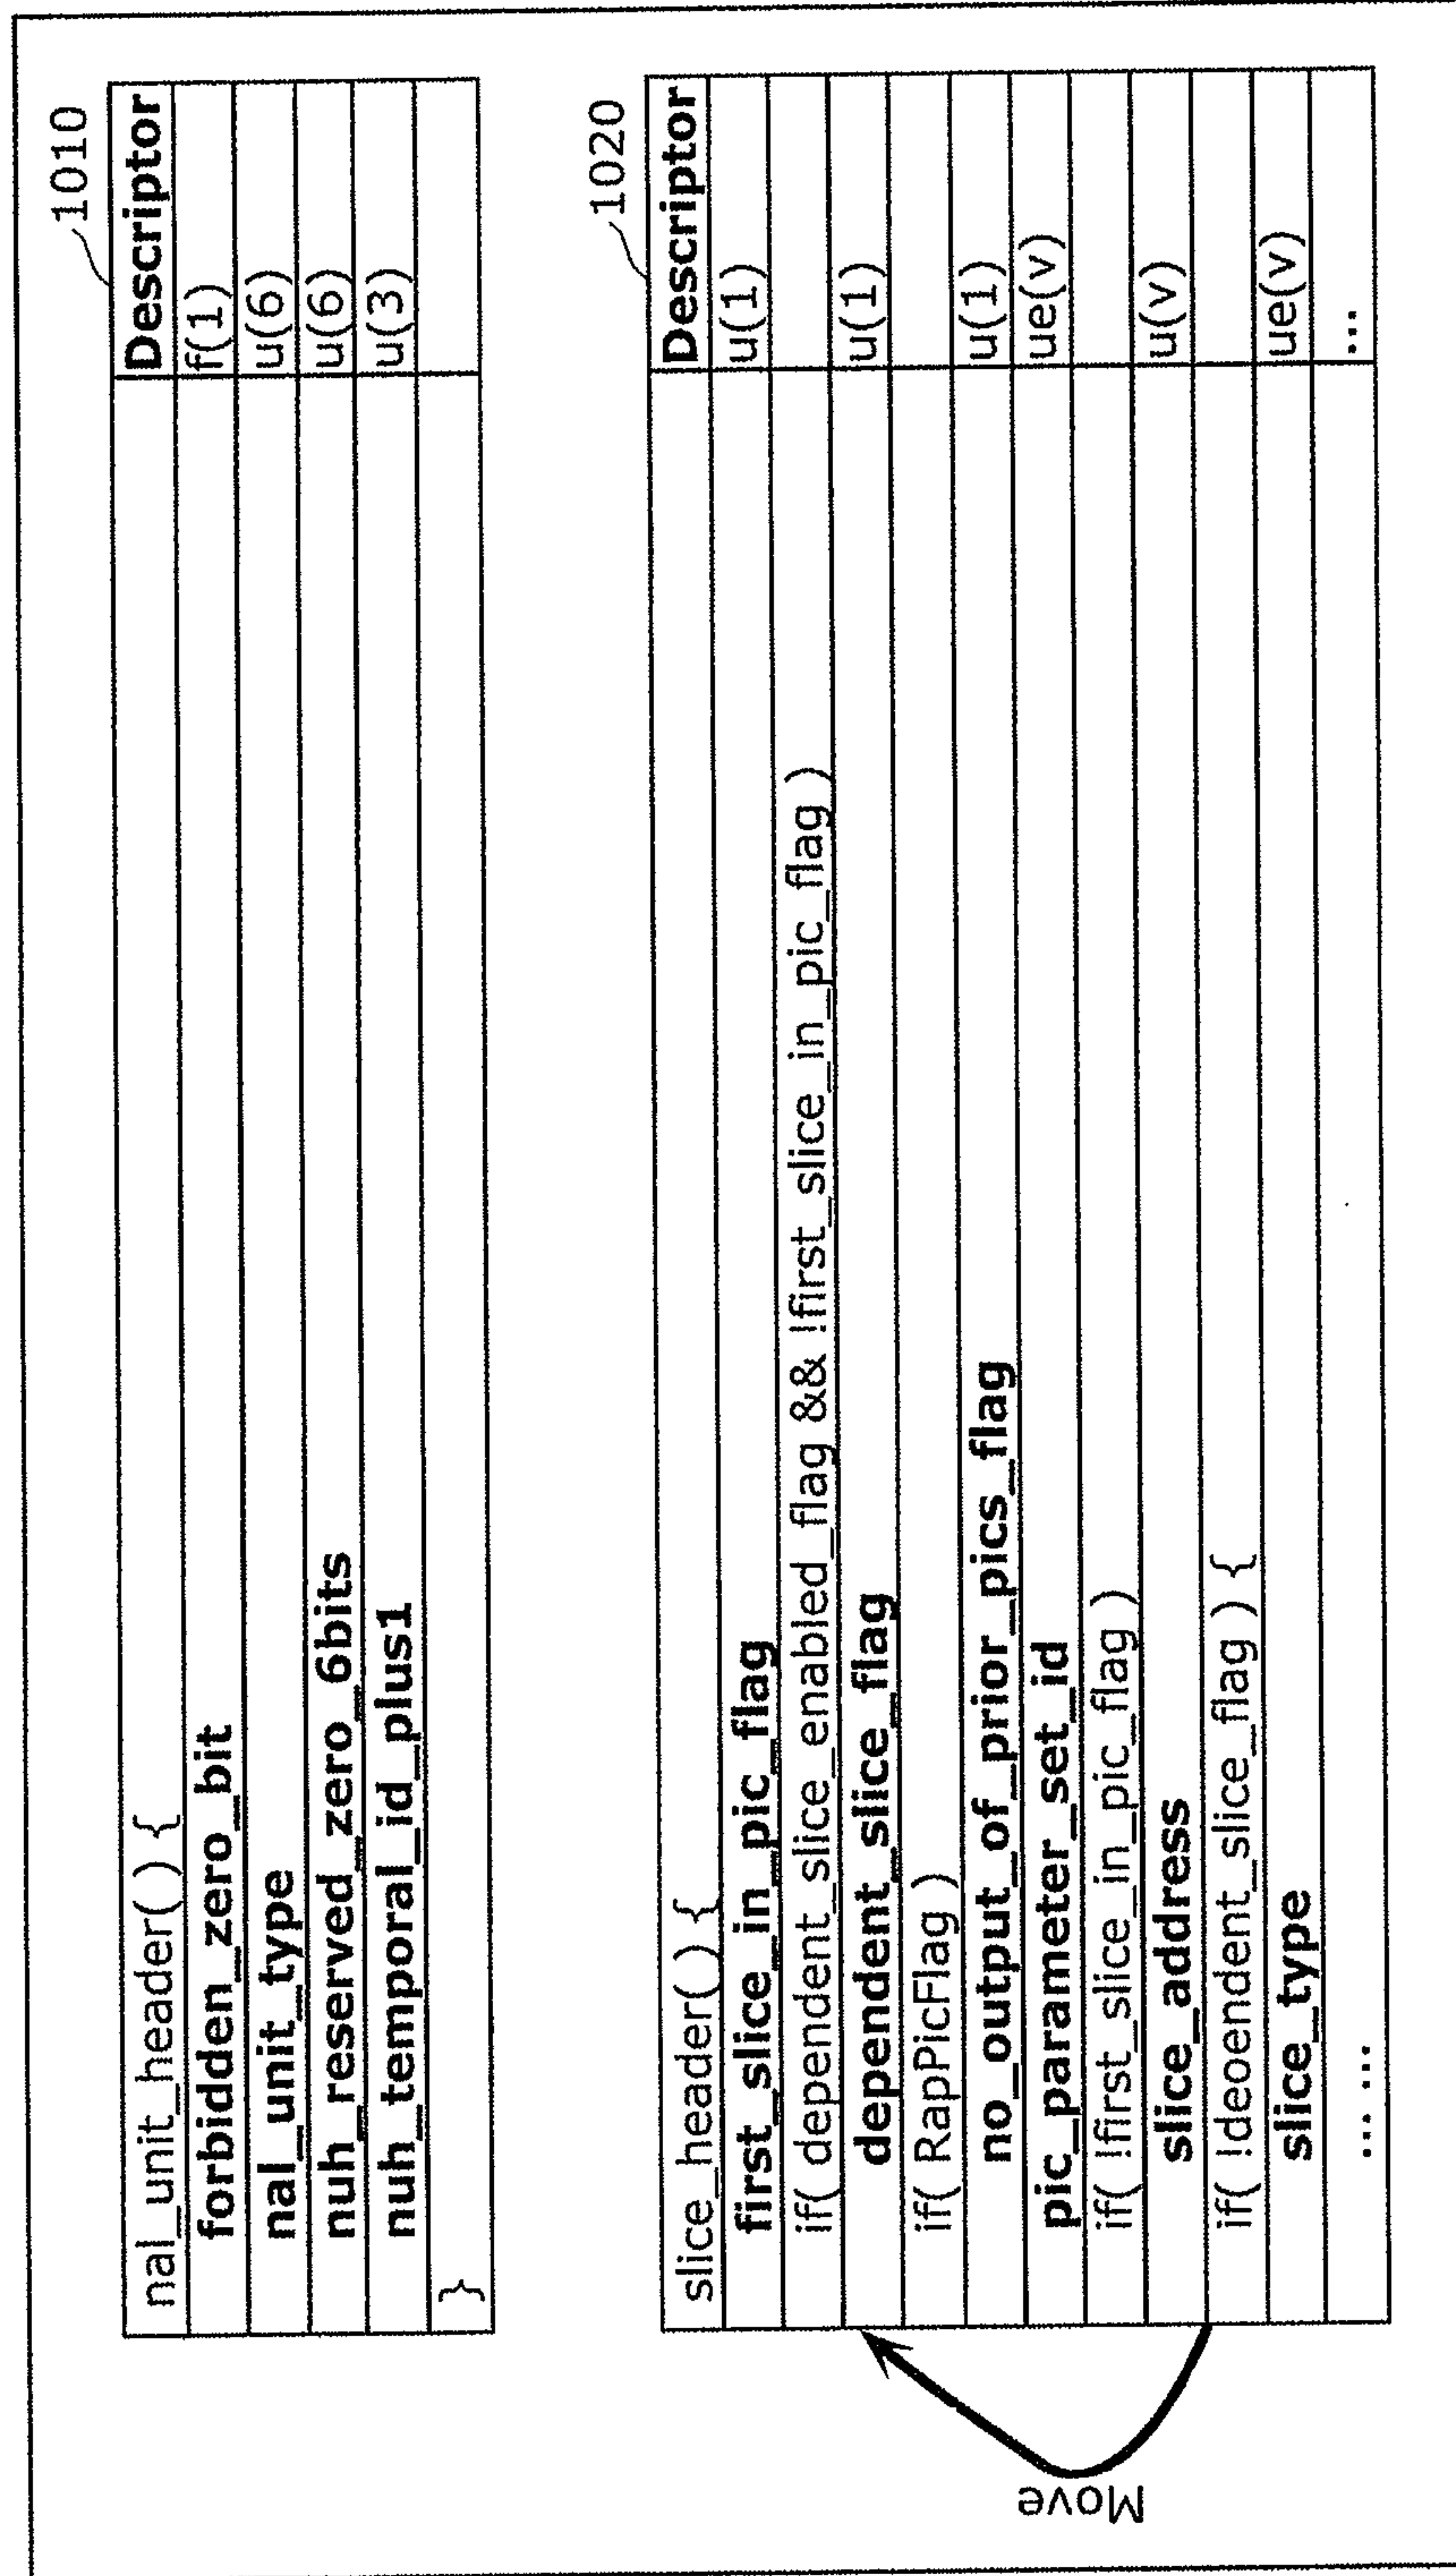 1010
nal_unit_header( ) { Descriptor
forbidden_zero_bit f(1)
nal_unit_type u(6)
nuh_reserved_zero_6bits u(6)
nuh_temporal_id_plus1 u(3)
}
1020
slice_header( ) { Descriptor
first_slice_in_pic_flag u(1)
if( dependent_slice_enabled_flag && !first_slice_in_pic_flag )
dependent_slice_flag u(1)
if( RapPicFlag )
no_output_of_prior_pics_flag u(1)
pic_parameter_set_id ue(v)
if( !first_slice_in_pic_flag )
slice_address u(v)
if( !deoendent_slice_flag ) {
slice_type ue(v)
... ... ...
Move